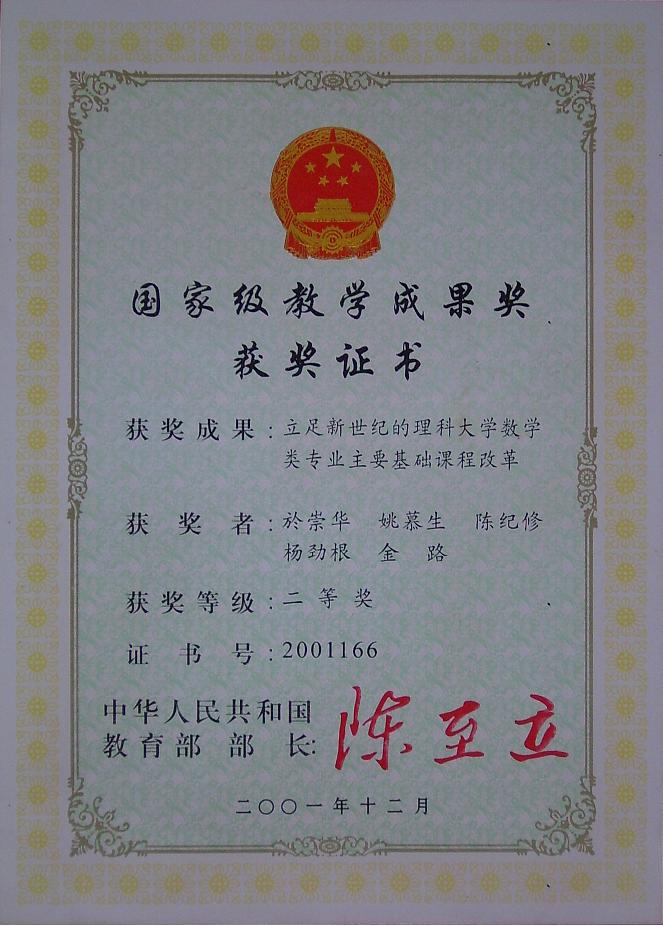 国家级教学成果奖
获奖证书
获奖成果：立足新世纪的理科大学数学
类专业主要基础课程改革
获奖者：於崇华 姚慕生 陈纪修
杨劲根 金路
获奖等级：二等奖
证书号：2001166
中华人民共和国
教育部 部长：陈至立
二〇〇一年十二月